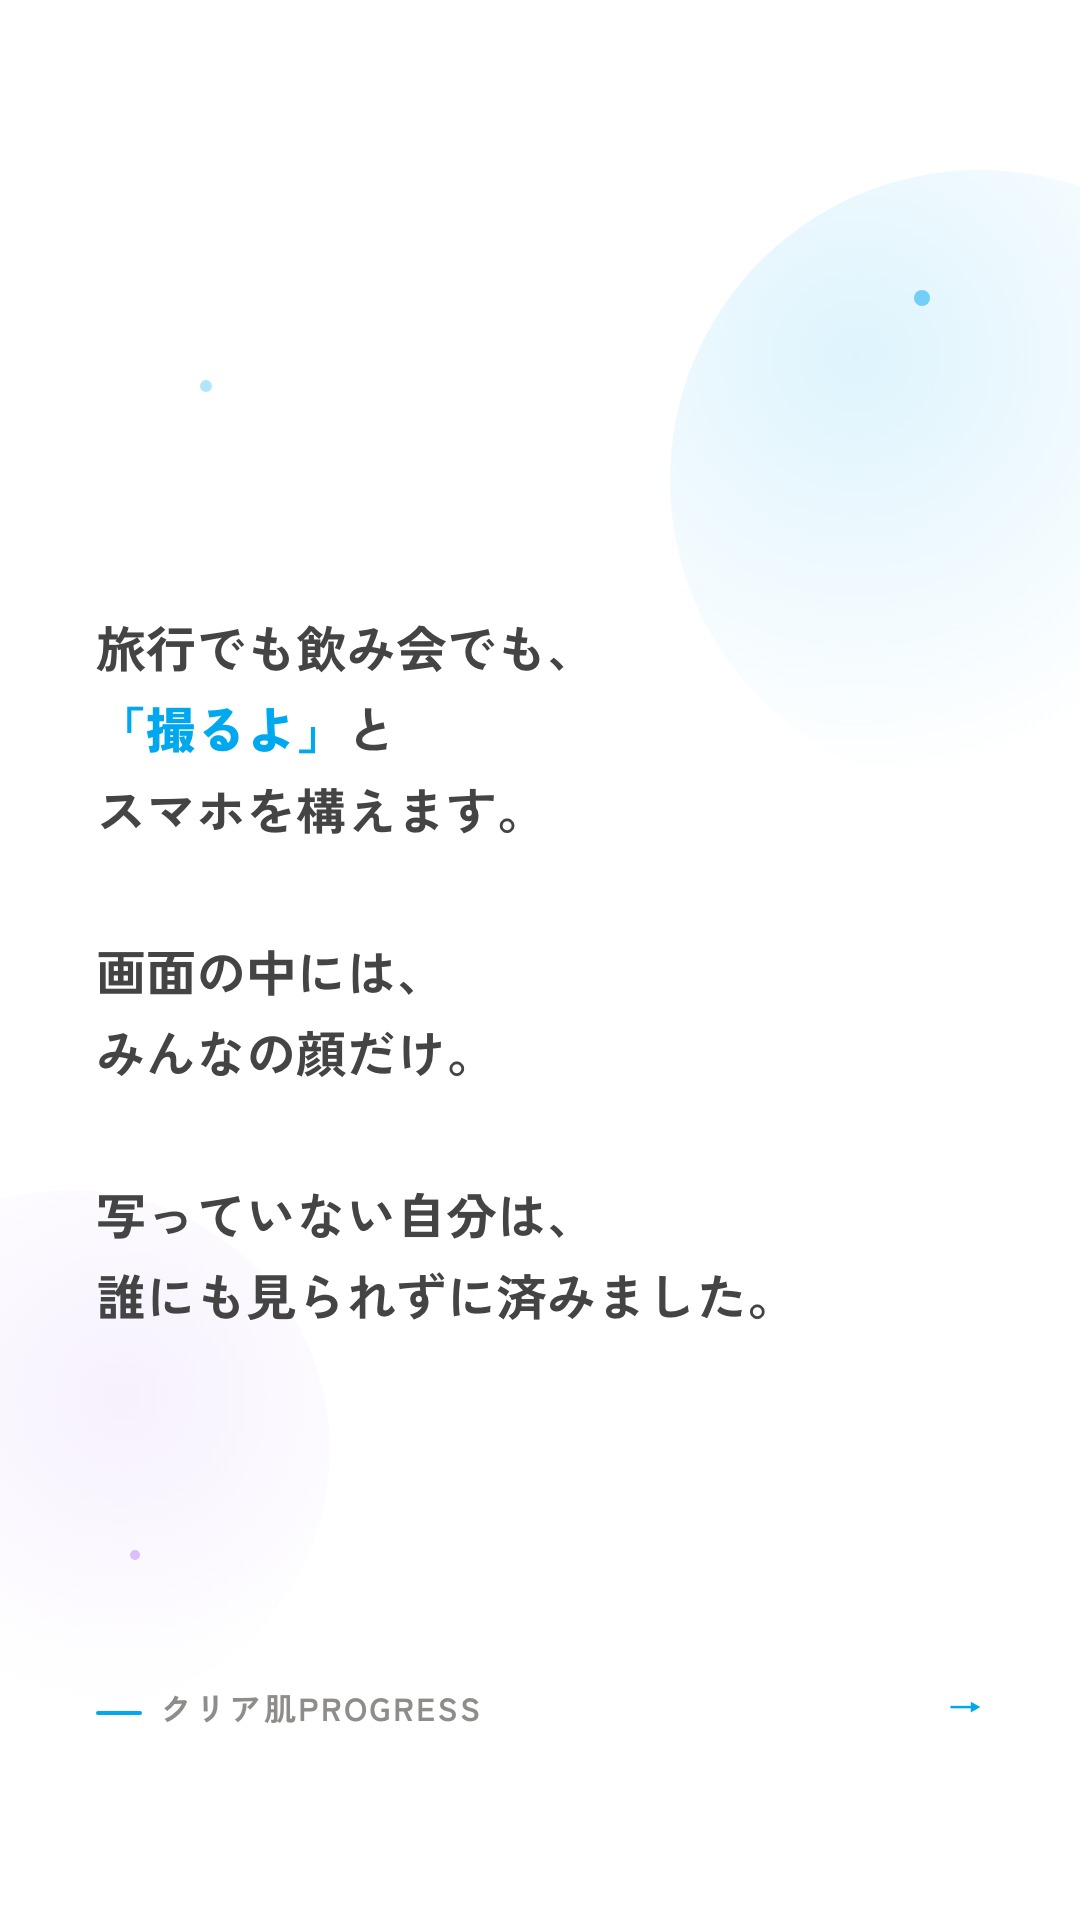 旅行でも飲み会でも、
「撮るよ」と
スマホを構えます。
画面の中には、
みんなの顔だけ。
写っていない自分は、
誰にも見られずに済みました。
クリア肌PROGRESS
→